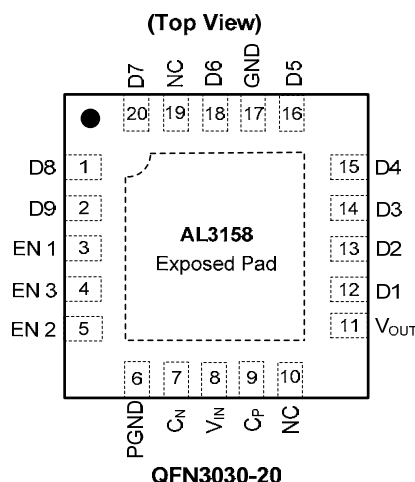 (Top View)
D7 NC D6 GND D5
20 19 18 17 16
D8 1 15 D4
D9 2 14 D3
EN 1 3 13 D2
EN 3 4 12 D1
EN 2 5 11 VOUT
AL3158
Exposed Pad
6 7 8 9 10
PGND CN VIN CP NC
QFN3030-20